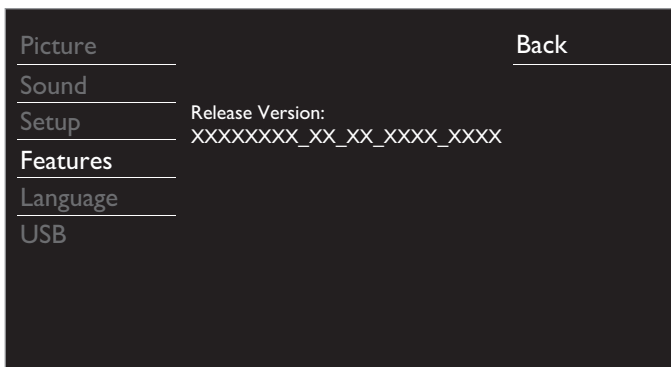 Picture
Sound
Setup
Features
Language
USB
Release Version:
XXXXXXXX_XX_XX_XXXX_XXXX
Back